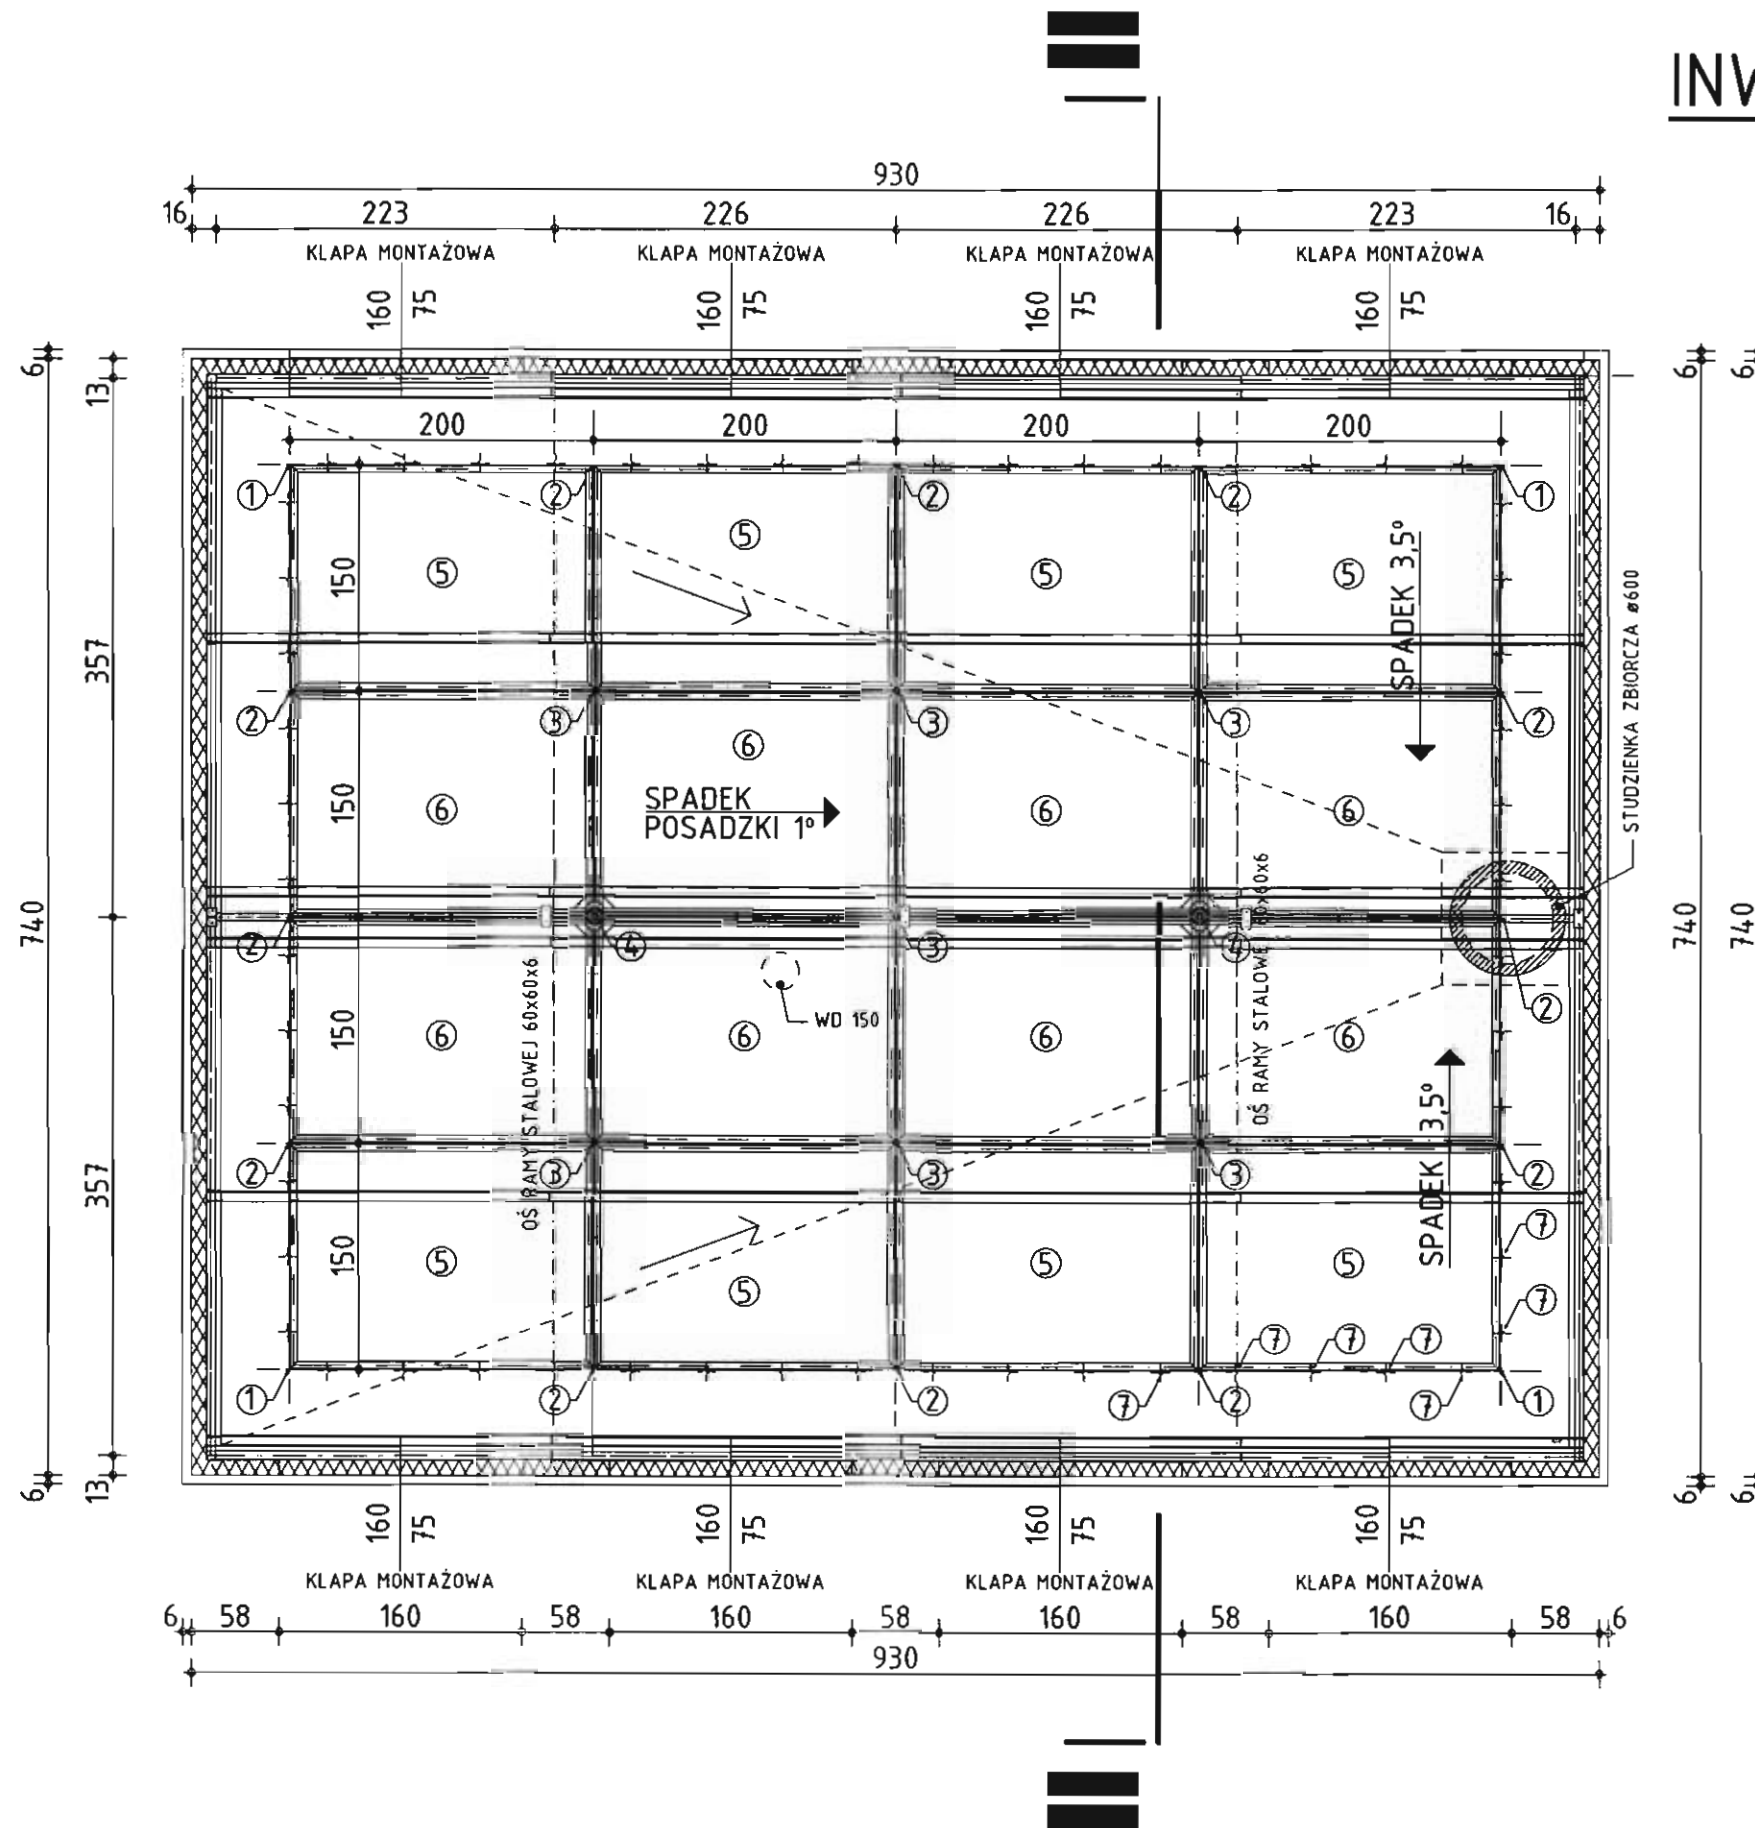 INW
930
16 223 226 226 223 16
KLAPA MONTAŻOWA KLAPA MONTAŻOWA KLAPA MONTAŻOWA KLAPA MONTAŻOWA
160 75 160 75 160 75 160 75
6 13 6 6
200 200 200 200
1 2 2 2 1
5 5 5 5
150
SPADEK 3,5°
STUDZIENKA ZBIORCZA ø600
357
2 3 3 3 2
6 6 6 6
150
SPADEK
POSADZKI 1°
740 740 740
2 4 3 4 2
OŚ RAMY STALOWEJ 60x60x6
OŚ RAMY STALOWEJ 60x60x6
WD 150
6 6 6 6
150
SPADEK 3,5°
357
2 3 3 3 2
5 5 5 5
150
7
7
7 7 7
1 2 2 7 2 7 1
6 13 6 6
160 75 160 75 160 75 160 75
KLAPA MONTAŻOWA KLAPA MONTAŻOWA KLAPA MONTAŻOWA KLAPA MONTAŻOWA
6 58 160 58 160 58 160 58 160 58 6
930